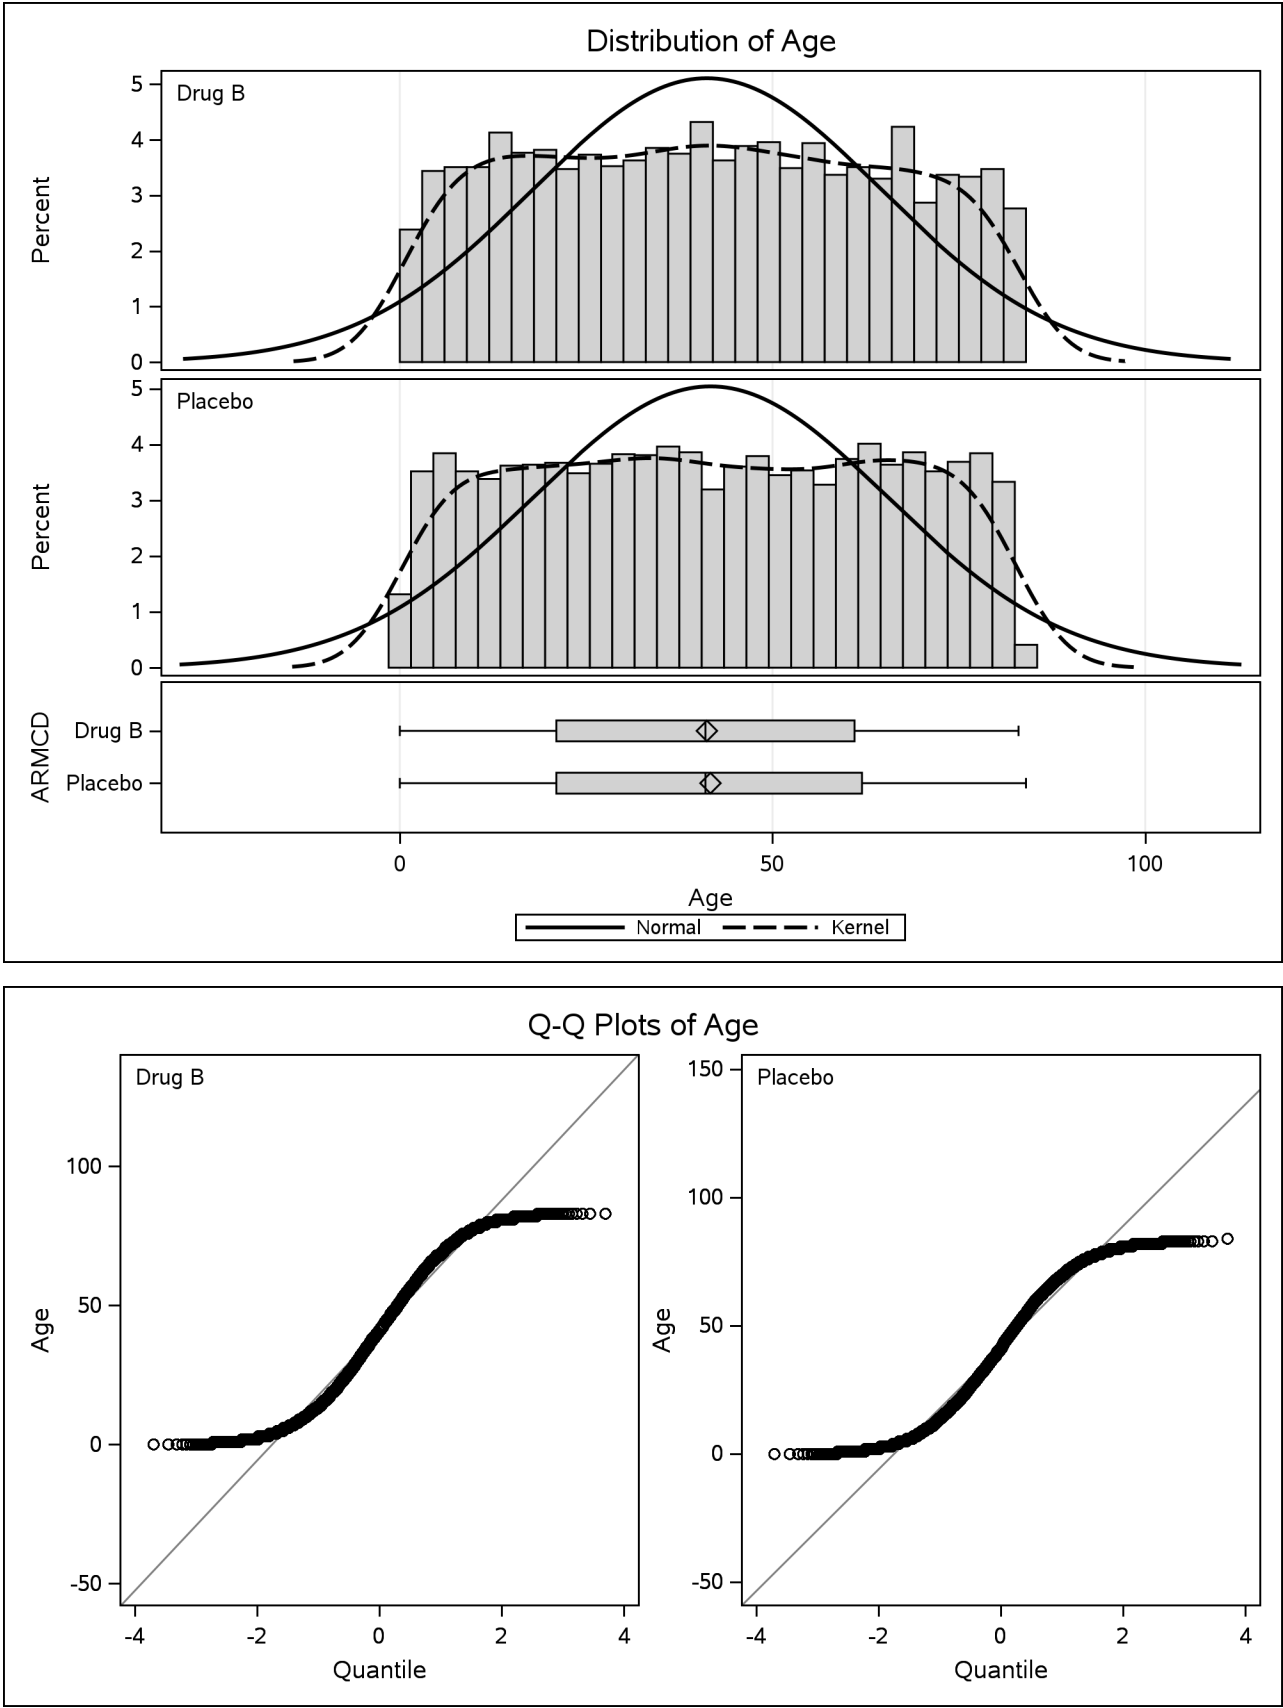 Distribution of Age
Drug B
Percent
5
4
3
2
1
0
Placebo
Percent
5
4
3
2
1
0
ARMCD
Drug B
Placebo
0 50 100
Age
Normal Kernel
Q-Q Plots of Age
Drug B
Age
100
50
0
-50
-4 -2 0 2 4
Quantile
Placebo
Age
150
100
50
0
-50
-4 -2 0 2 4
Quantile